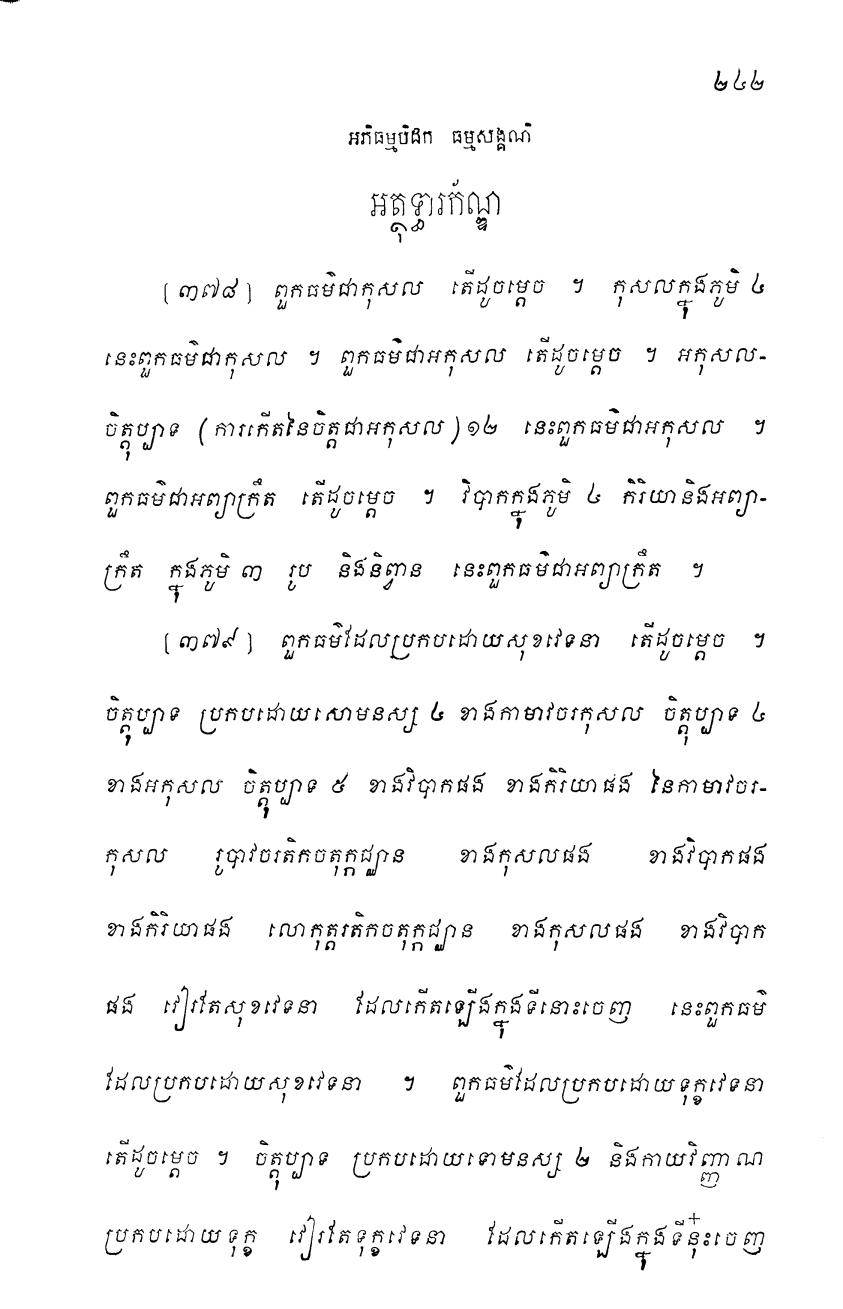 ២៤២
អភិធម្មបិដក ធម្មសង្គណិ
អត្ថុទ្ធារកណ្ឌ័
(៣៧៨) ពួកធម៌ជាកុសល តើដូចម្តេច ។ កុសលក្នុងភូមិ ៤
នេះពួកធម៌ជាកុសល ។ ពួកធម៌ជាអកុសល តើដូចម្តេច ។ អកុសល-
ចិត្តុប្បាទ (ការកើតនៃចិត្តជាអកុសល)១២ នេះពួកធម៌ជាអកុសល ។
ពួកធម៌ជាអព្យាក្រឹត តើដូចម្តេច ។ វិបាកក្នុងភូមិ ៤ កិរិយានិងអព្យា-
ក្រឹត ក្នុងភូមិ ៣ រូប និងនិព្វាន នេះពួកធម៌ជាអព្យាក្រឹត ។
(៣៧៩) ពួកធម៌ដែលប្រកបដោយសុខវេទនា តើដូចម្តេច ។
ចិត្តុប្បាទ ប្រកបដោយសោមនស្ស ៤ ខាងកាមាវចរកុសល ចិត្តុប្បាទ ៤
ខាងអកុសល ចិត្តុប្បាទ ៥ ខាងវិបាកផង ខាងកិរិយាផង នៃកាមាវចរ-
កុសល រូបាវចរតិកចតុក្កជ្ឈាន ខាងកុសលផង ខាងវិបាកផង
ខាងកិរិយាផង លោកុត្តរតិកចតុក្កជ្ឈាន ខាងកុសលផង ខាងវិបាក
ផង វៀរតែសុខវេទនា ដែលកើតឡើងក្នុងទីនោះចេញ នេះពួកធម៌
ដែលប្រកបដោយសុខវេទនា ។ ពួកធម៌ដែលប្រកបដោយទុក្ខវេទនា
តើដូចម្តេច ។ ចិត្តុប្បាទ ប្រកបដោយទោមនស្ស ២ និងកាយវិញ្ញាណ
ប្រកបដោយទុក្ខ វៀរតែទុក្ខវេទនា ដែលកើតឡើងក្នុងទីនុ៎ះចេញ